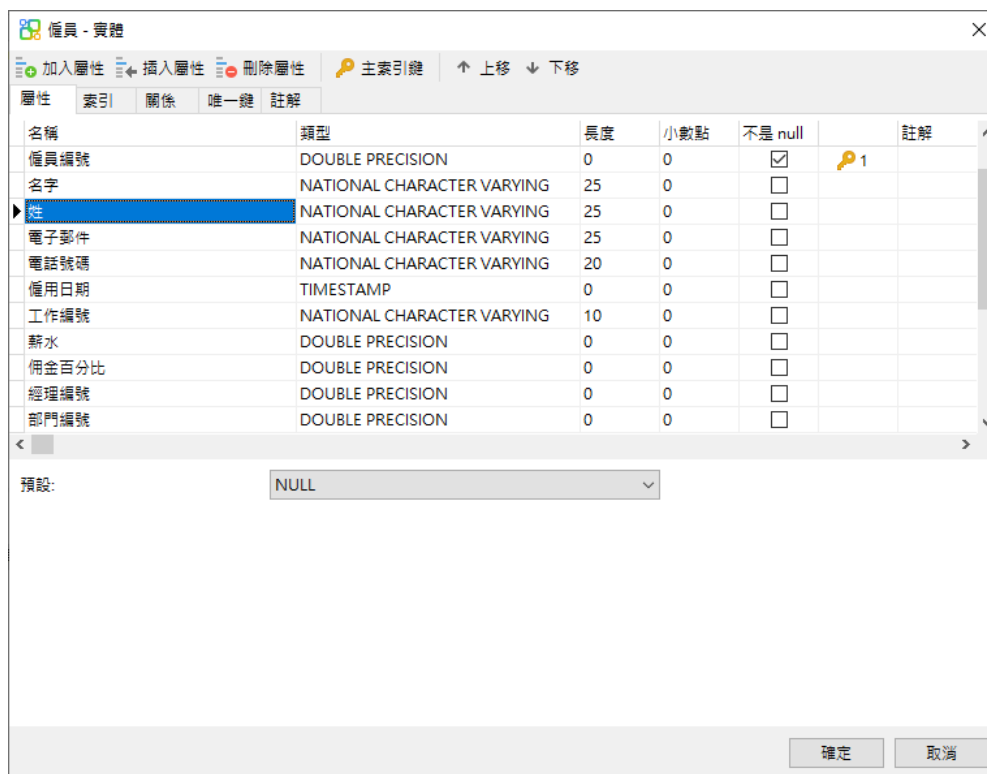 僱員 - 實體
加入屬性 插入屬性 刪除屬性 主索引鍵 上移 下移
屬性 索引 關係 唯一鍵 註解
名稱 類型 長度 小數點 不是 null 註解
僱員編號 DOUBLE PRECISION 0 0 1
名字 NATIONAL CHARACTER VARYING 25 0
姓 NATIONAL CHARACTER VARYING 25 0
電子郵件 NATIONAL CHARACTER VARYING 25 0
電話號碼 NATIONAL CHARACTER VARYING 20 0
僱用日期 TIMESTAMP 0 0
工作編號 NATIONAL CHARACTER VARYING 10 0
薪水 DOUBLE PRECISION 0 0
佣金百分比 DOUBLE PRECISION 0 0
經理編號 DOUBLE PRECISION 0 0
部門編號 DOUBLE PRECISION 0 0
預設: NULL
確定 取消